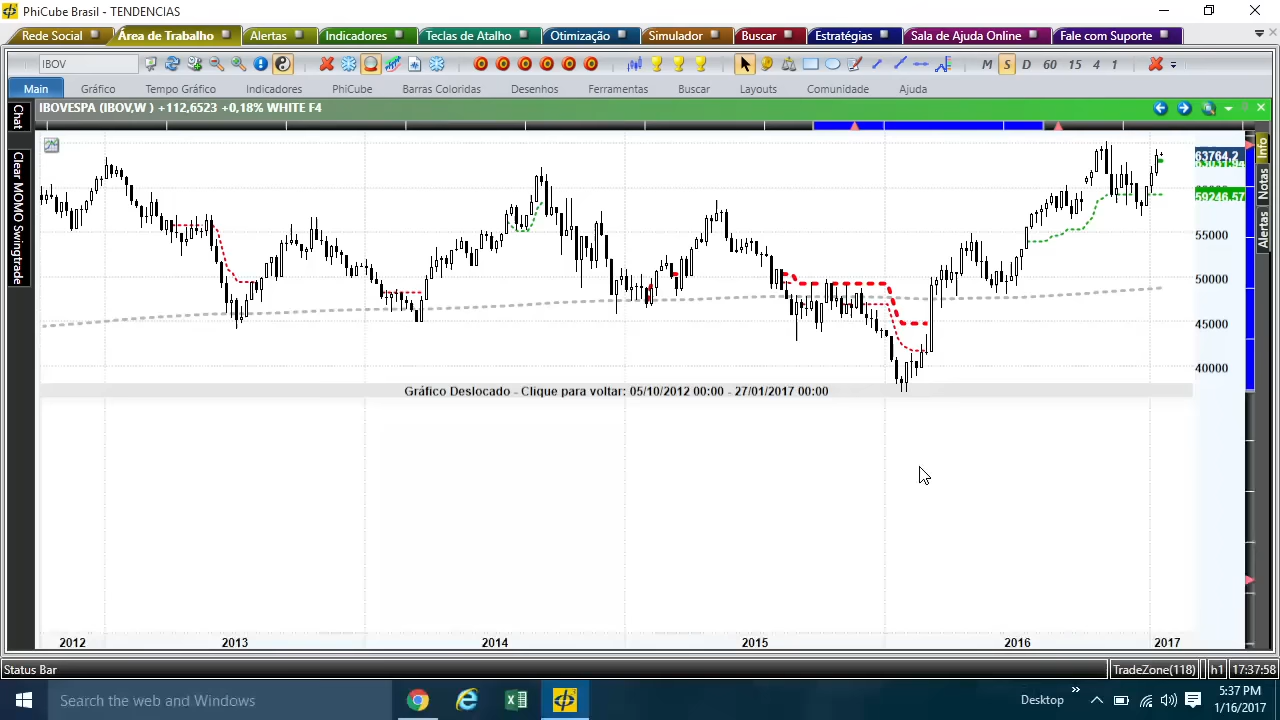 PhiCube Brasil - TENDENCIAS
Rede Social Área de Trabalho Alertas Indicadores Teclas de Atalho Otimização Simulador Buscar Estratégias Sala de Ajuda Online Fale com Suporte
IBOV M S D 60 15 4 1
Main Gráfico Tempo Gráfico Indicadores PhiCube Barras Coloridas Desenhos Ferramentas Buscar Layouts Comunidade Ajuda
IBOVESPA (IBOV,W ) +112,6523 +0,18% WHITE F4
Chat
Clear MOMO Swingtrade
Info
Notas
Alertas
63764.2
59246.57
55000
50000
45000
40000
Gráfico Deslocado - Clique para voltar: 05/10/2012 00:00 - 27/01/2017 00:00
2012 2013 2014 2015 2016 2017
Status Bar TradeZone(118) h1 17:37:58
Search the web and Windows Desktop 5:37 PM
1/16/2017